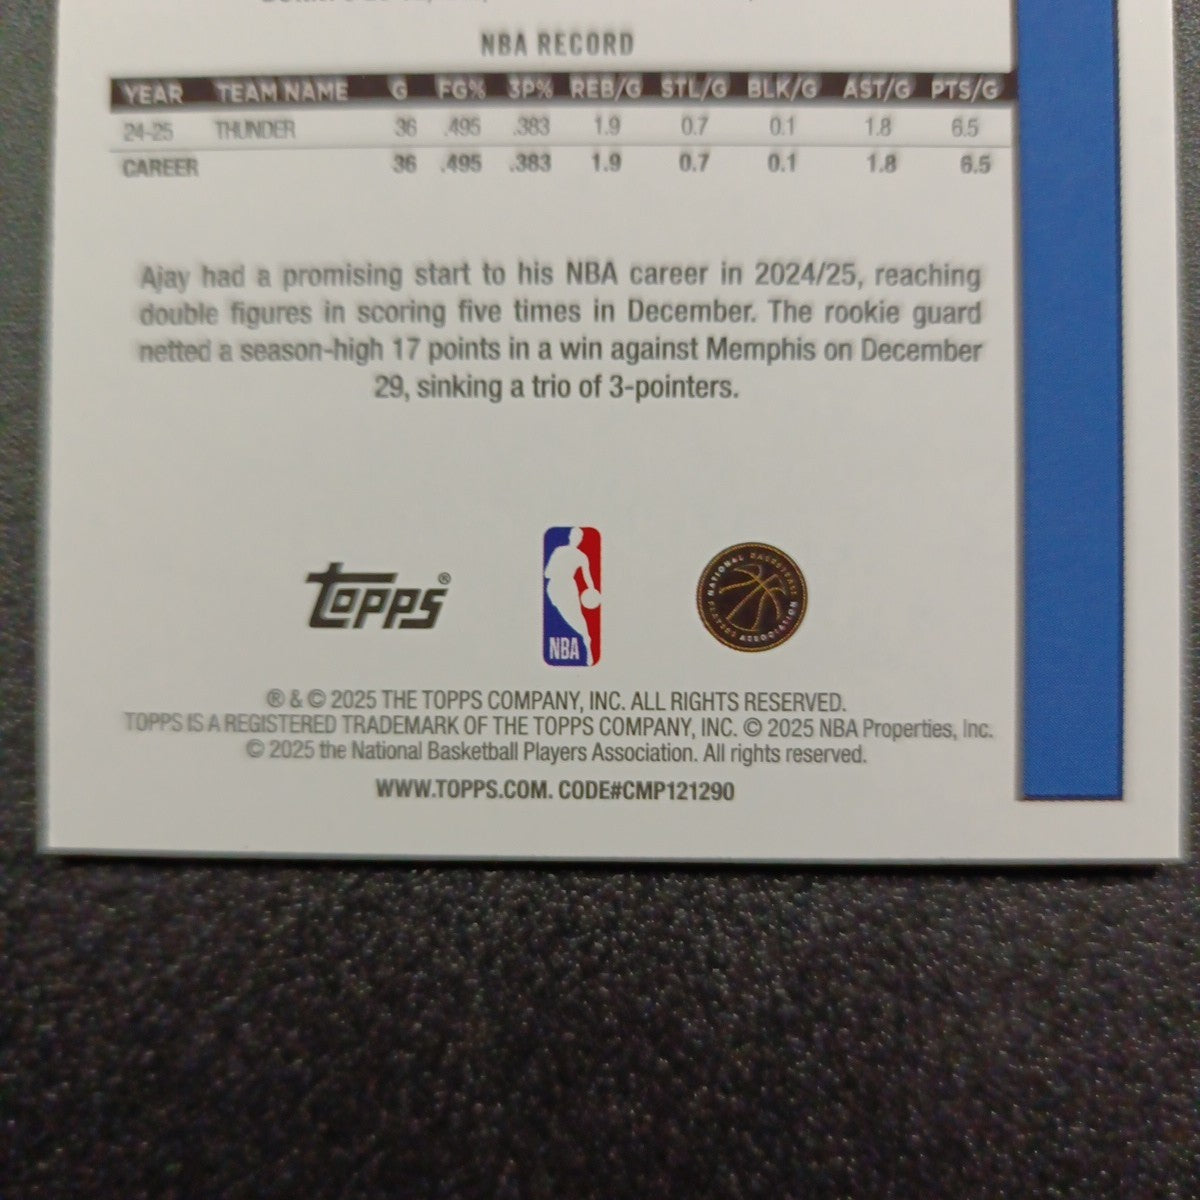 NBA RECORD
YEAR TEAM NAME G FG% 3P% REB/G STL/G BLK/G AST/G PTS/G
24-25 THUNDER 36 .495 .383 1.9 0.7 0.1 1.8 6.5
CAREER 36 .495 .383 1.9 0.7 0.1 1.8 6.5
Ajay had a promising start to his NBA career in 2024/25, reaching
double figures in scoring five times in December. The rookie guard
netted a season-high 17 points in a win against Memphis on December
29, sinking a trio of 3-pointers.
Topps®
NBA
NATIONAL BASKETBALL PLAYERS ASSOCIATION
® & © 2025 THE TOPPS COMPANY, INC. ALL RIGHTS RESERVED.
TOPPS IS A REGISTERED TRADEMARK OF THE TOPPS COMPANY, INC. © 2025 NBA Properties, Inc.
© 2025 the National Basketball Players Association. All rights reserved.
WWW.TOPPS.COM. CODE#CMP121290